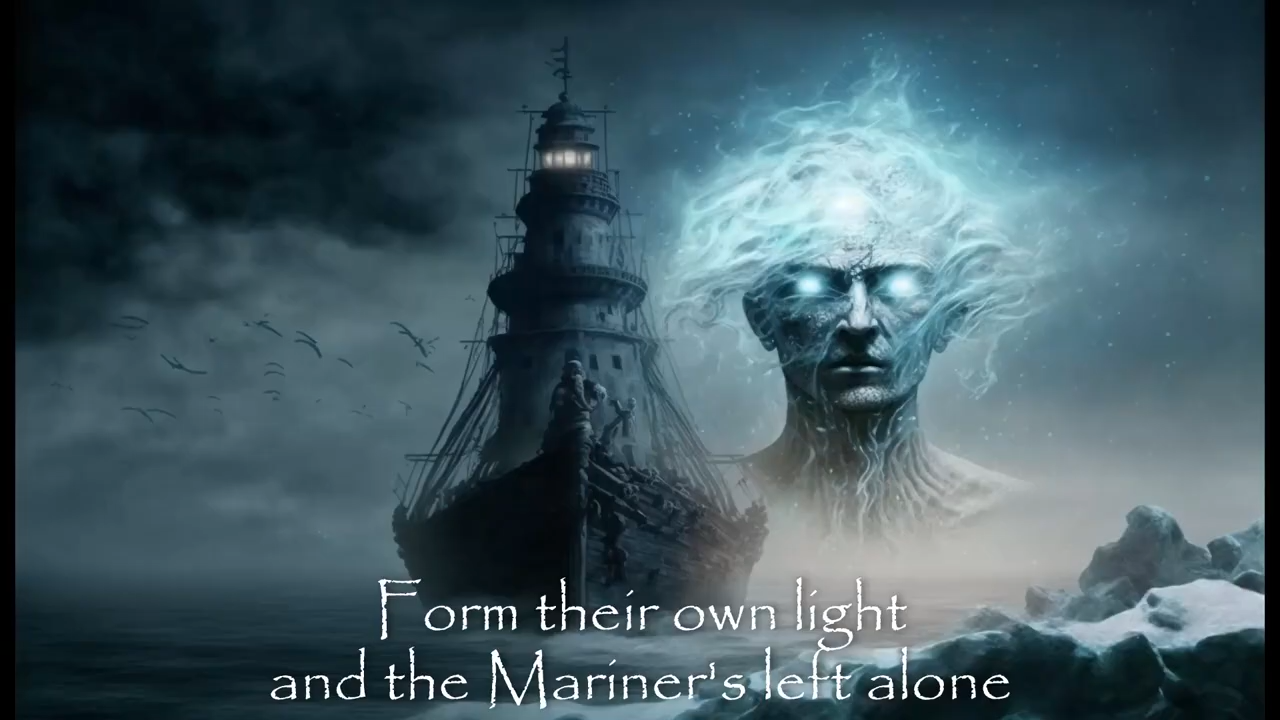 Form their own light
and the Mariner's left alone